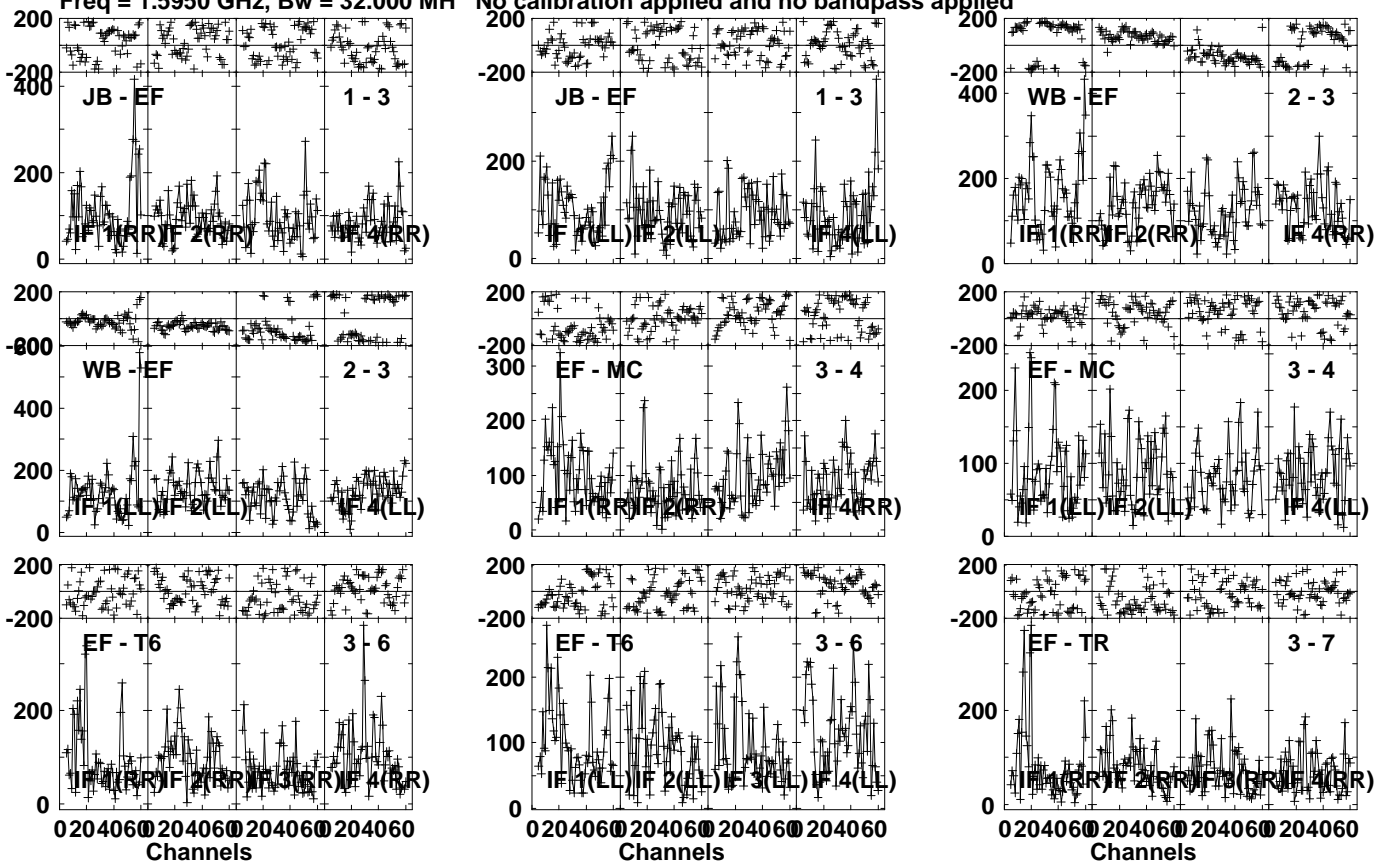 Freq = 1.5950 GHz, Bw = 32.000 MH No calibration applied and no bandpass applied
200
-200
400
200
0
JB - EF 1 - 3
IF 1(RR) IF 2(RR) IF 4(RR)
200
-200
200
0
JB - EF 1 - 3
IF 1(LL) IF 2(LL) IF 4(LL)
200
-200
400
200
0
WB - EF 2 - 3
IF 1(RR) IF 2(RR) IF 4(RR)
200
-200
600
400
200
0
WB - EF 2 - 3
IF 1(LL) IF 2(LL) IF 4(LL)
200
-200
300
200
100
0
EF - MC 3 - 4
IF 1(RR) IF 2(RR) IF 4(RR)
200
-200
200
100
0
EF - MC 3 - 4
IF 1(LL) IF 2(LL) IF 4(LL)
200
-200
200
0
EF - T6 3 - 6
IF 1(RR) IF 2(RR) IF 3(RR) IF 4(RR)
0 20 40 60 0 20 40 60 0 20 40 60 0 20 40 60
Channels
200
-200
200
100
0
EF - T6 3 - 6
IF 1(LL) IF 2(LL) IF 3(LL) IF 4(LL)
0 20 40 60 0 20 40 60 0 20 40 60 0 20 40 60
Channels
200
-200
200
0
EF - TR 3 - 7
IF 1(RR) IF 2(RR) IF 3(RR) IF 4(RR)
0 20 40 60 0 20 40 60 0 20 40 60 0 20 40 60
Channels